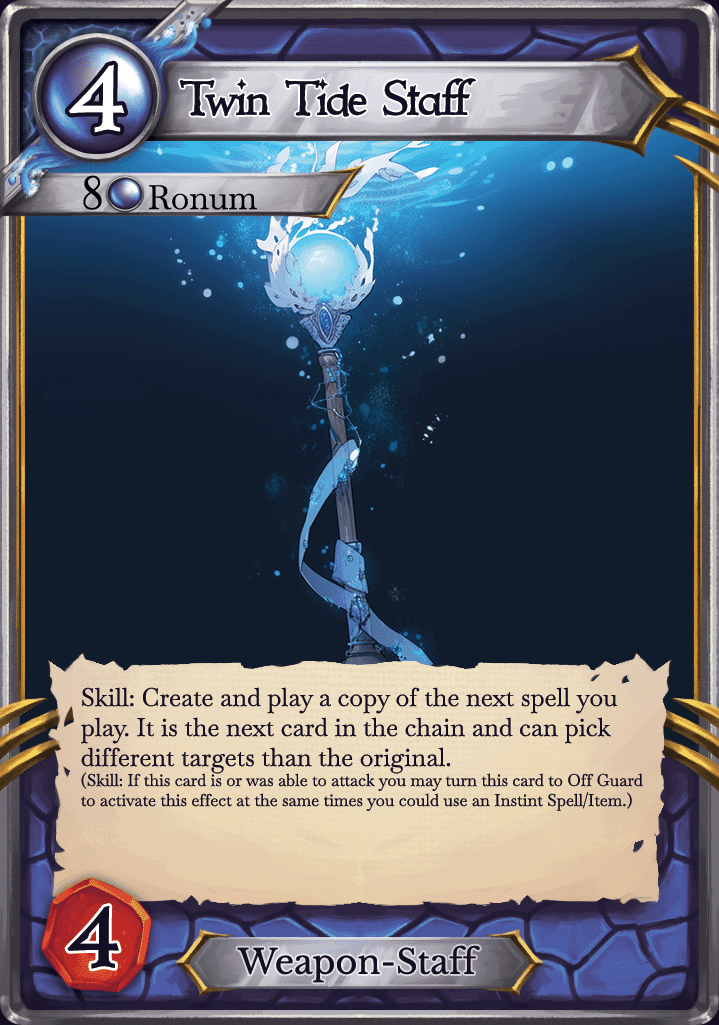 4
Twin Tide Staff
8 Ronum
Skill: Create and play a copy of the next spell you
play. It is the next card in the chain and can pick
different targets than the original.
(Skill: If this card is or was able to attack you may turn this card to Off Guard
to activate this effect at the same times you could use an Instint Spell/Item.)
4
Weapon-Staff